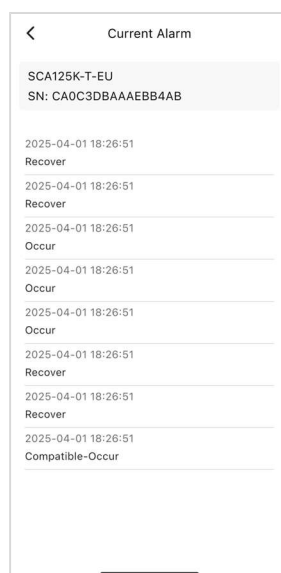 Current Alarm
SCA125K-T-EU
SN: CA0C3DBAAAEBB4AB
2025-04-01 18:26:51
Recover
2025-04-01 18:26:51
Recover
2025-04-01 18:26:51
Occur
2025-04-01 18:26:51
Occur
2025-04-01 18:26:51
Occur
2025-04-01 18:26:51
Recover
2025-04-01 18:26:51
Recover
2025-04-01 18:26:51
Compatible-Occur